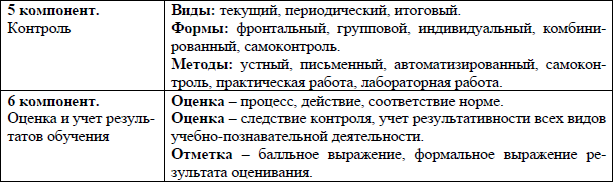 5 компонент.
Контроль
Виды: текущий, периодический, итоговый.
Формы: фронтальный, групповой, индивидуальный, комбини-
рованный, самоконтроль.
Методы: устный, письменный, автоматизированный, самокон-
троль, практическая работа, лабораторная работа.
6 компонент.
Оценка и учет резуль-
татов обучения
Оценка – процесс, действие, соответствие норме.
Оценка – следствие контроля, учет результативности всех видов
учебно-познавательной деятельности.
Отметка – балльное выражение, формальное выражение ре-
зультата оценивания.